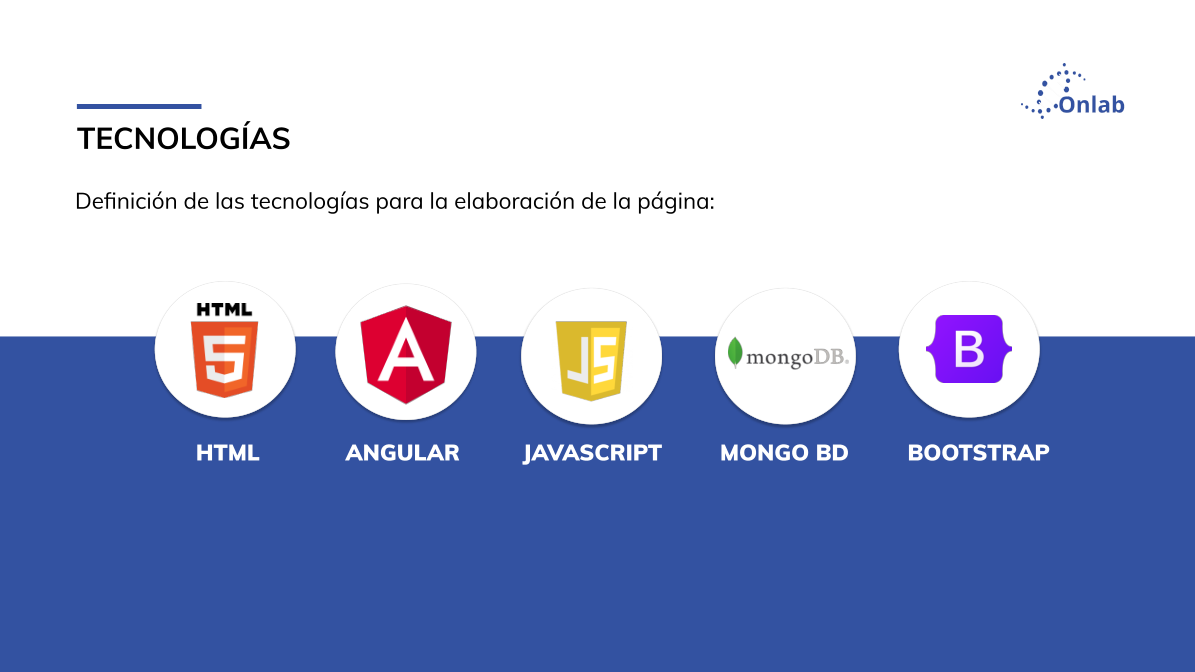 Onlab
TECNOLOGÍAS
Definición de las tecnologías para la elaboración de la página:
HTML
5
A
JS
mongoDB.
B
HTML
ANGULAR
JAVASCRIPT
MONGO BD
BOOTSTRAP